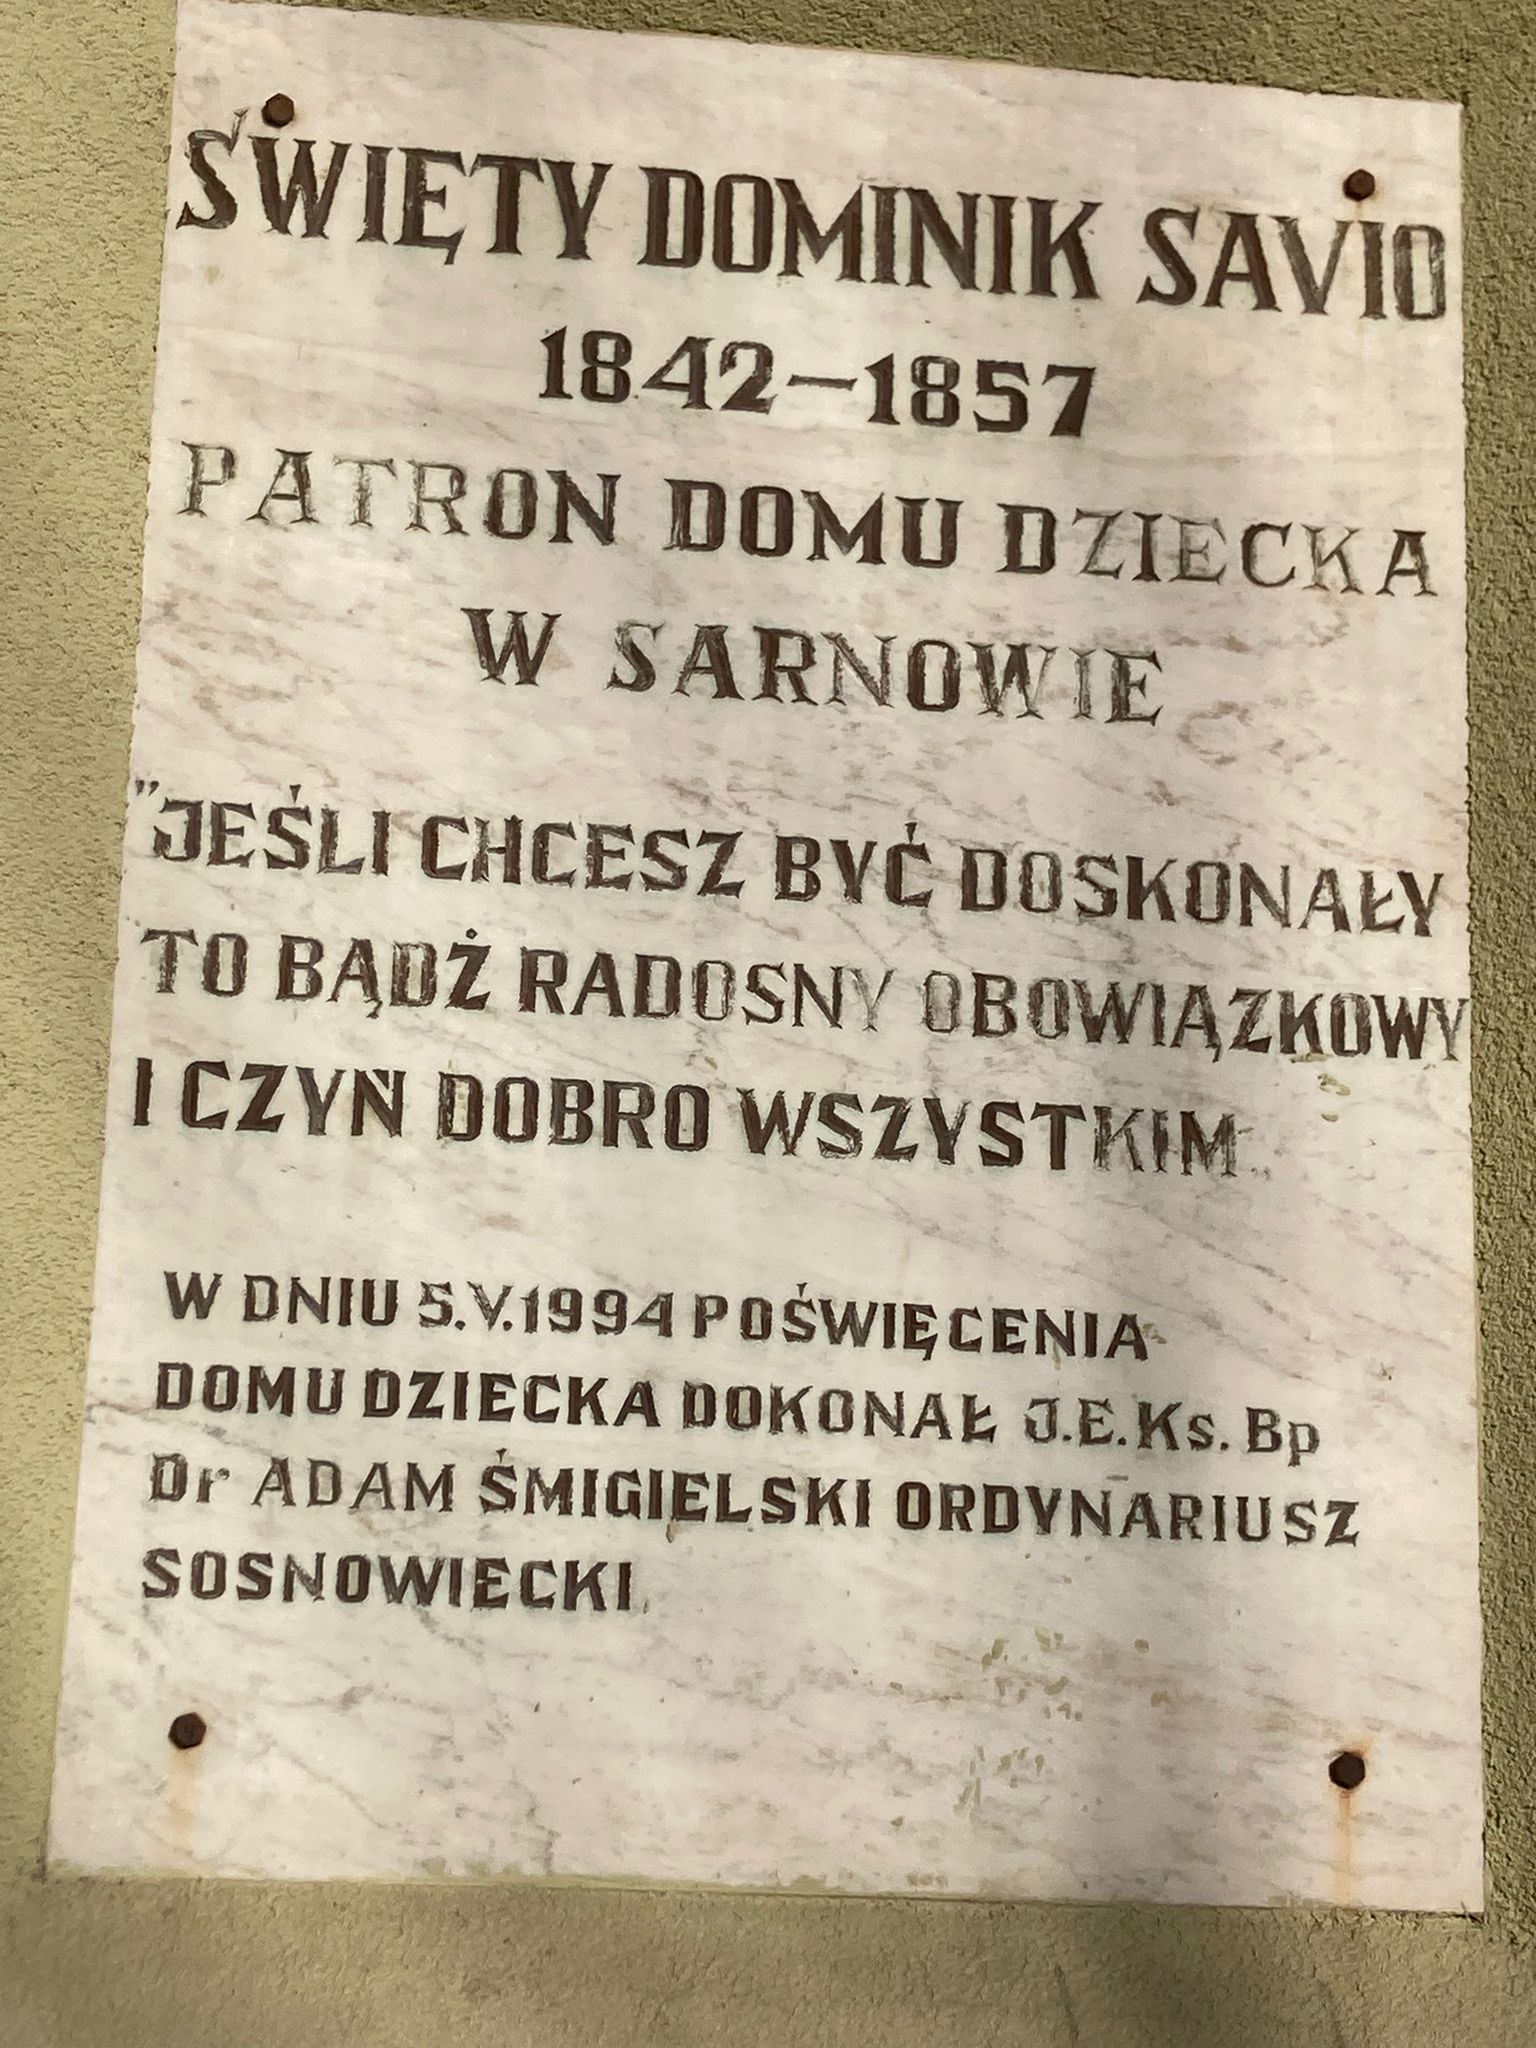 ŚWIĘTY DOMINIK SAVIO
1842–1857
PATRON DOMU DZIECKA
W SARNOWIE
"JEŚLI CHCESZ BYĆ DOSKONAŁY
TO BĄDŻ RADOSNY OBOWIĄZKOWY
I CZYŃ DOBRO WSZYSTKIM„
W DNIU 5.V.1994 POŚWIĘCENIA
DOMU DZIECKA DOKONAŁ J.E.Ks. Bp
Dr ADAM ŚMIGIELSKI ORDYNARIUSZ
SOSNOWIECKI